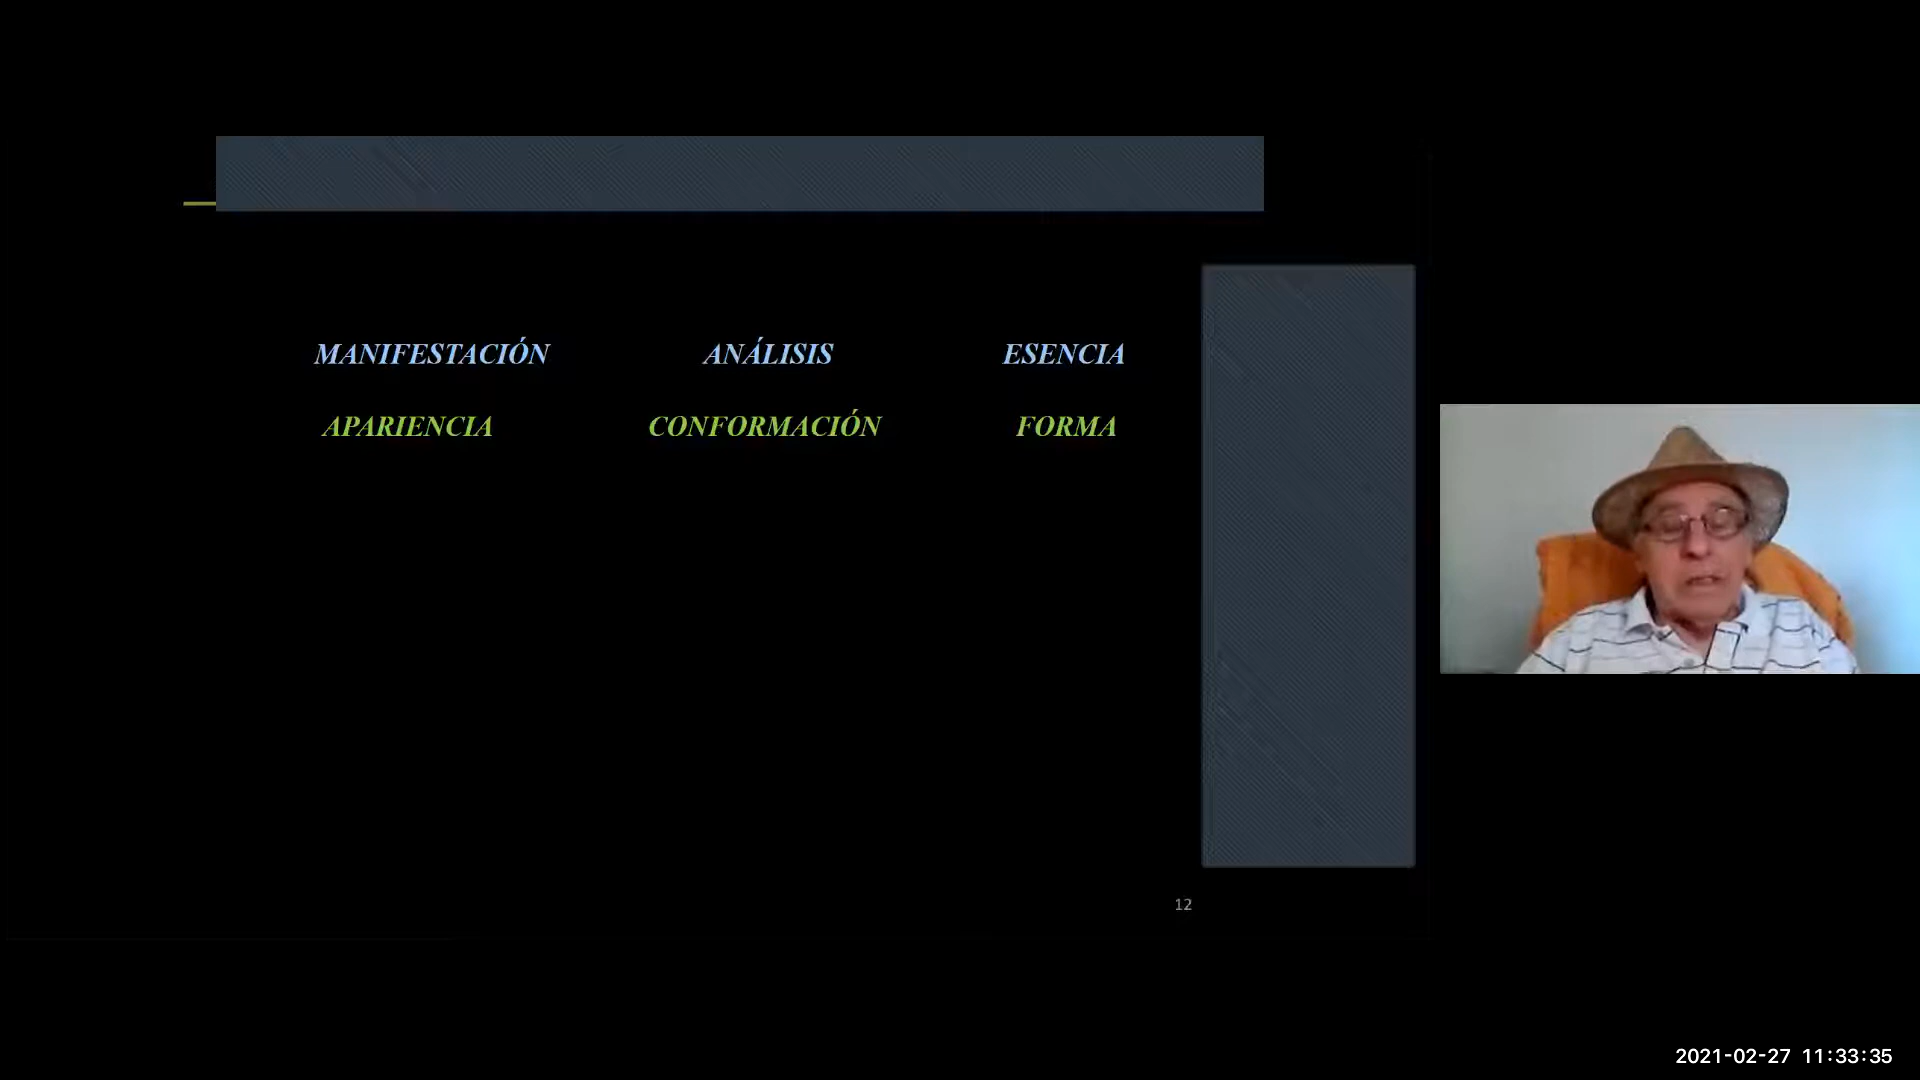 MANIFESTACIÓN ANÁLISIS ESENCIA
APARIENCIA CONFORMACIÓN FORMA
12
2021-02-27 11:33:35